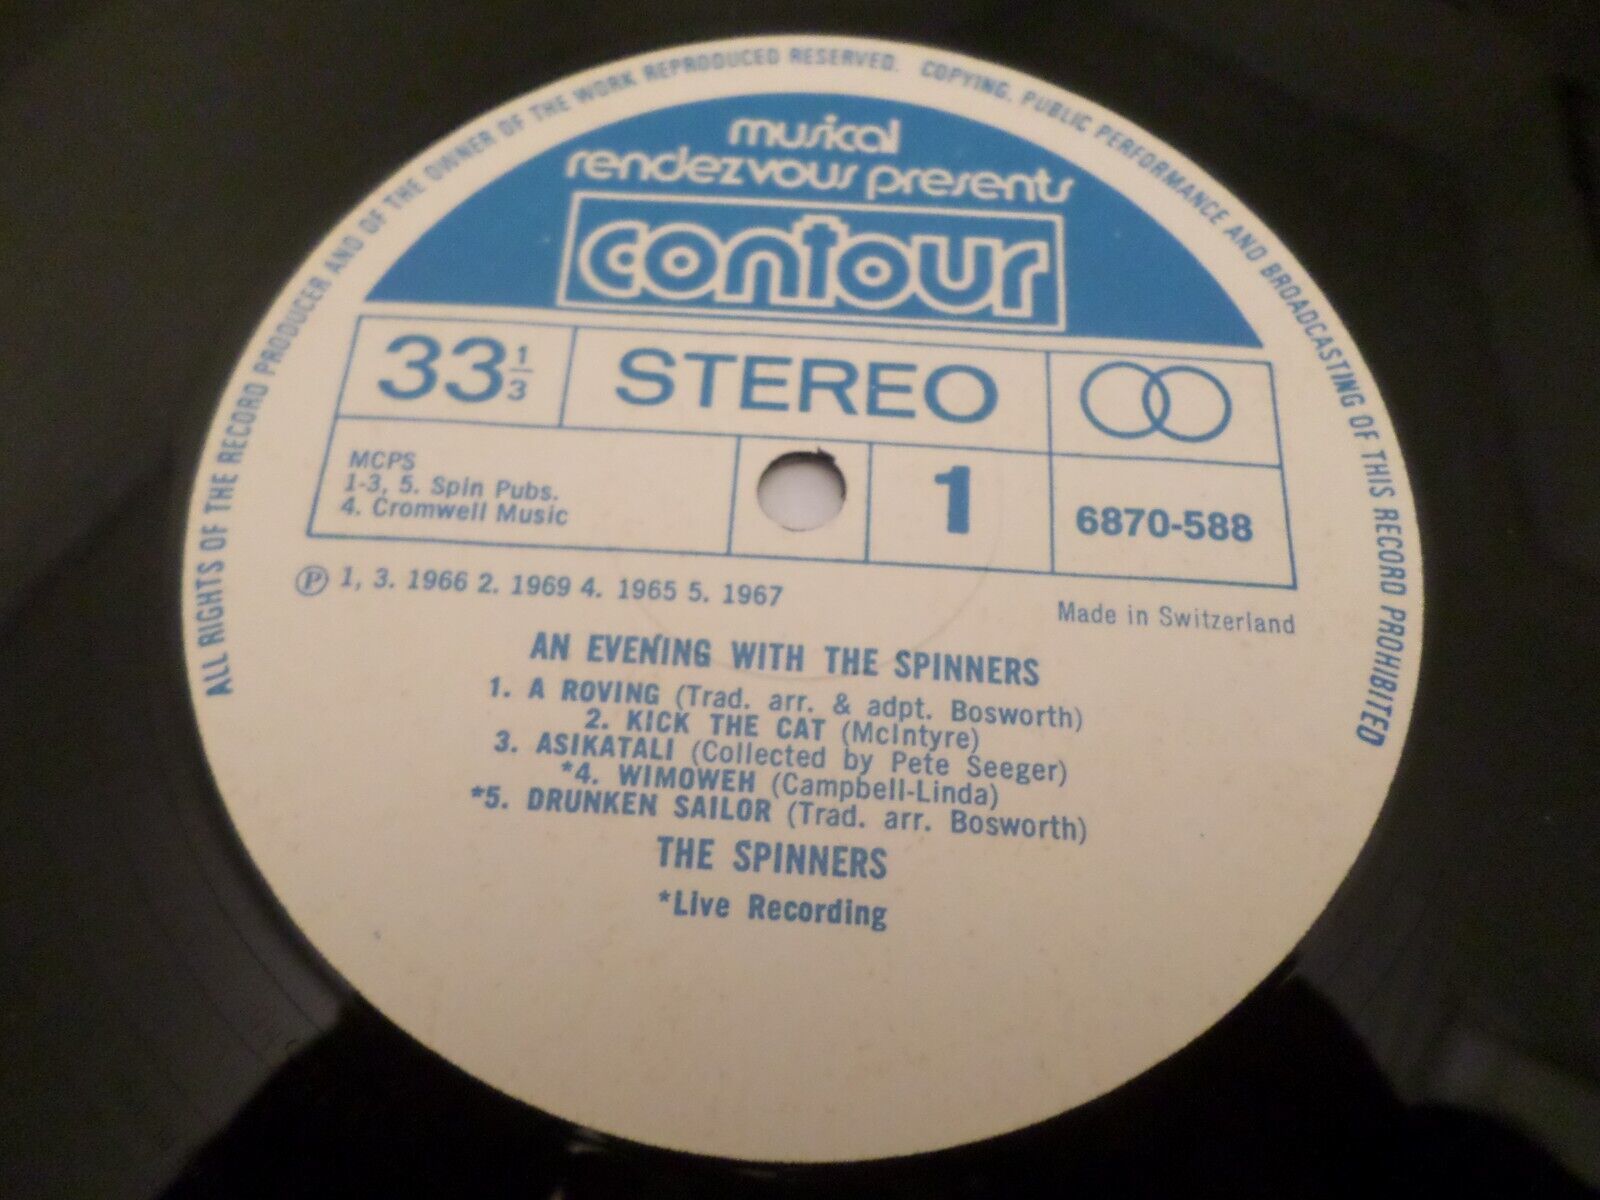 ALL RIGHTS OF THE RECORD PRODUCER AND OF THE OWNER OF THE WORK REPRODUCED RESERVED. COPYING, PUBLIC PERFORMANCE AND BROADCASTING OF THIS RECORD PROHIBITED
musical
rendezvous presents
contour
33 1/3
STEREO
MCPS
1-3, 5. Spin Pubs.
4. Cromwell Music
1
6870-588
Ⓟ 1, 3. 1966 2. 1969 4. 1965 5. 1967
Made in Switzerland
AN EVENING WITH THE SPINNERS
1. A ROVING (Trad. arr. & adpt. Bosworth)
2. KICK THE CAT (McIntyre)
3. ASIKATALI (Collected by Pete Seeger)
*4. WIMOWEH (Campbell-Linda)
*5. DRUNKEN SAILOR (Trad. arr. Bosworth)
THE SPINNERS
*Live Recording